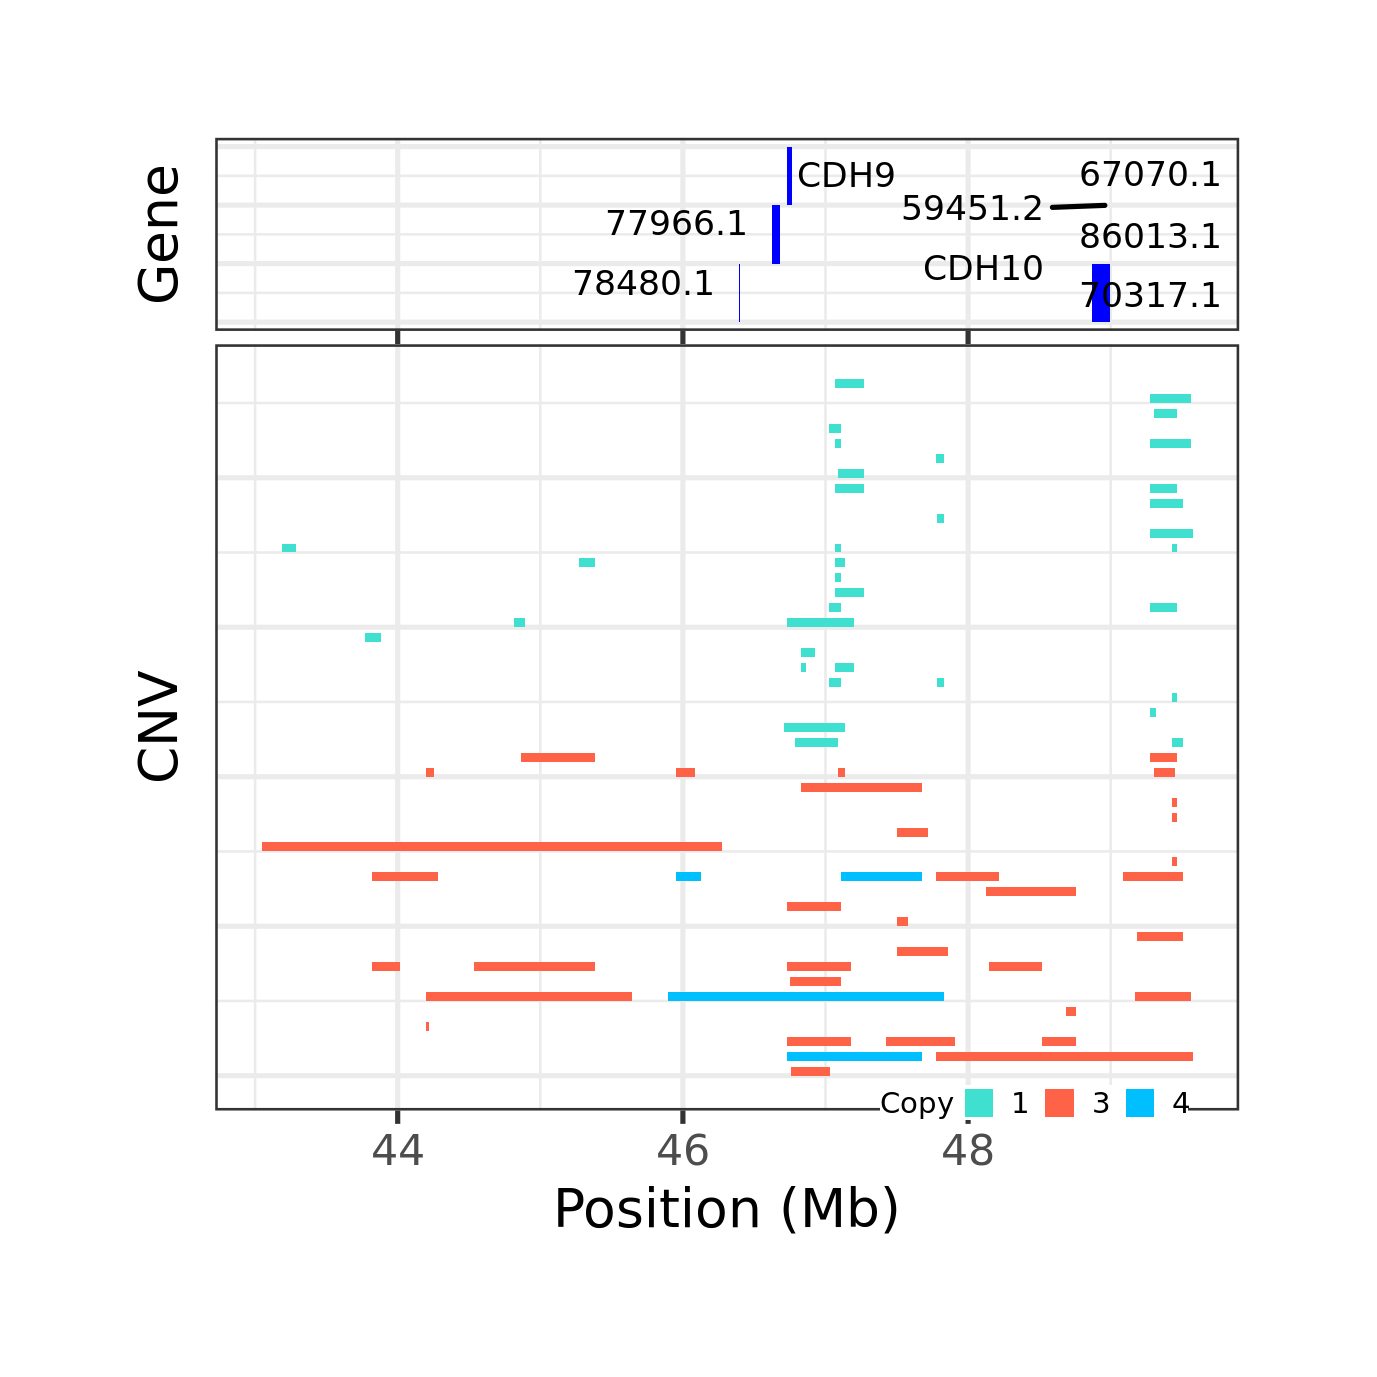 Gene
CDH9
67070.1
59451.2
77966.1
86013.1
CDH10
78480.1
70317.1
CNV
Copy 1 3 4
44 46 48
Position (Mb)